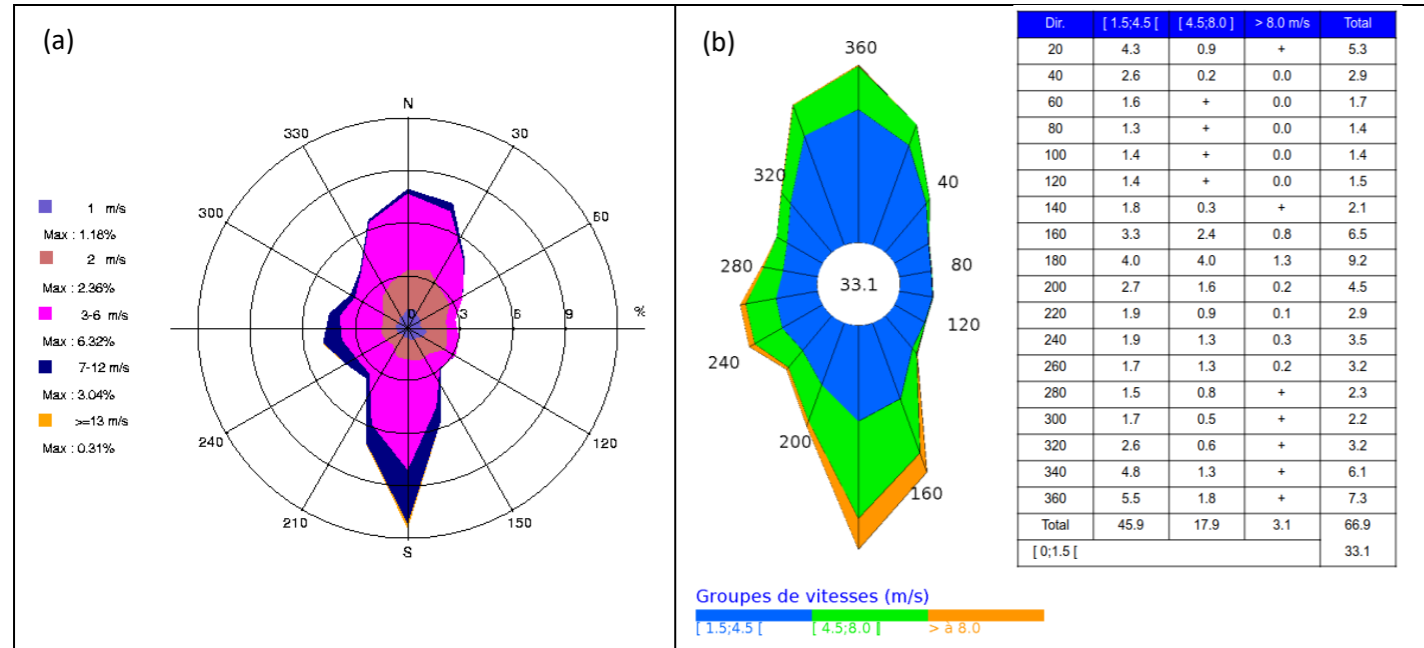 (a)
N
330
30
300
60
%
0
3
6
9
240
120
210
150
S
1 m/s
Max : 1.18%
2 m/s
Max : 2.36%
3-6 m/s
Max : 6.32%
7-12 m/s
Max : 3.04%
>=13 m/s
Max : 0.31%
(b)
360
320
40
280
80
33.1
120
240
200
160
Groupes de vitesses (m/s)
[ 1.5;4.5 [ [ 4.5;8.0 ] > à 8.0
Dir. [ 1.5;4.5 [ [ 4.5;8.0 ] > 8.0 m/s Total
20 4.3 0.9 + 5.3
40 2.6 0.2 0.0 2.9
60 1.6 + 0.0 1.7
80 1.3 + 0.0 1.4
100 1.4 + 0.0 1.4
120 1.4 + 0.0 1.5
140 1.8 0.3 + 2.1
160 3.3 2.4 0.8 6.5
180 4.0 4.0 1.3 9.2
200 2.7 1.6 0.2 4.5
220 1.9 0.9 0.1 2.9
240 1.9 1.3 0.3 3.5
260 1.7 1.3 0.2 3.2
280 1.5 0.8 + 2.3
300 1.7 0.5 + 2.2
320 2.6 0.6 + 3.2
340 4.8 1.3 + 6.1
360 5.5 1.8 + 7.3
Total 45.9 17.9 3.1 66.9
[ 0;1.5 [ 33.1